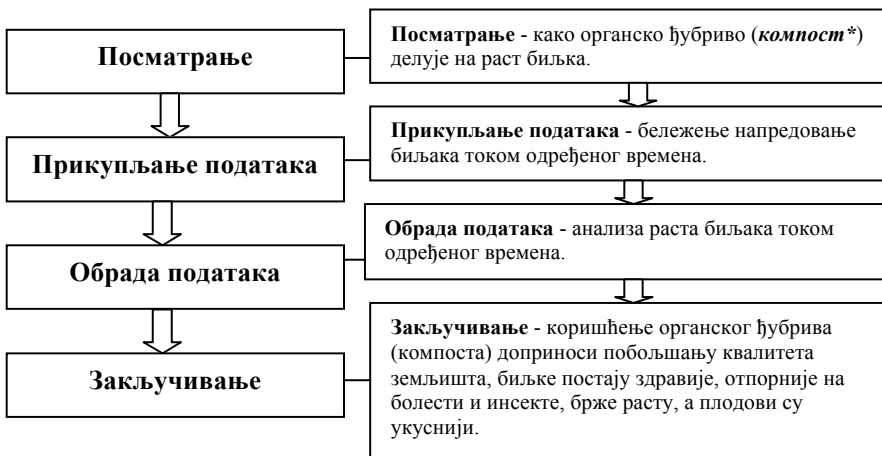 Посматрање
Посматрање - како органско ђубриво (компост*)
делује на раст биљка.
Прикупљање података
Прикупљање података - бележење напредовање
биљака током одређеног времена.
Обрада података
Обрада података - анализа раста биљака током
одређеног времена.
Закључивање
Закључивање - коришћење органског ђубрива
(компоста) доприноси побољшању квалитета
земљишта, биљке постају здравије, отпорније на
болести и инсекте, брже расту, а плодови су
укуснији.